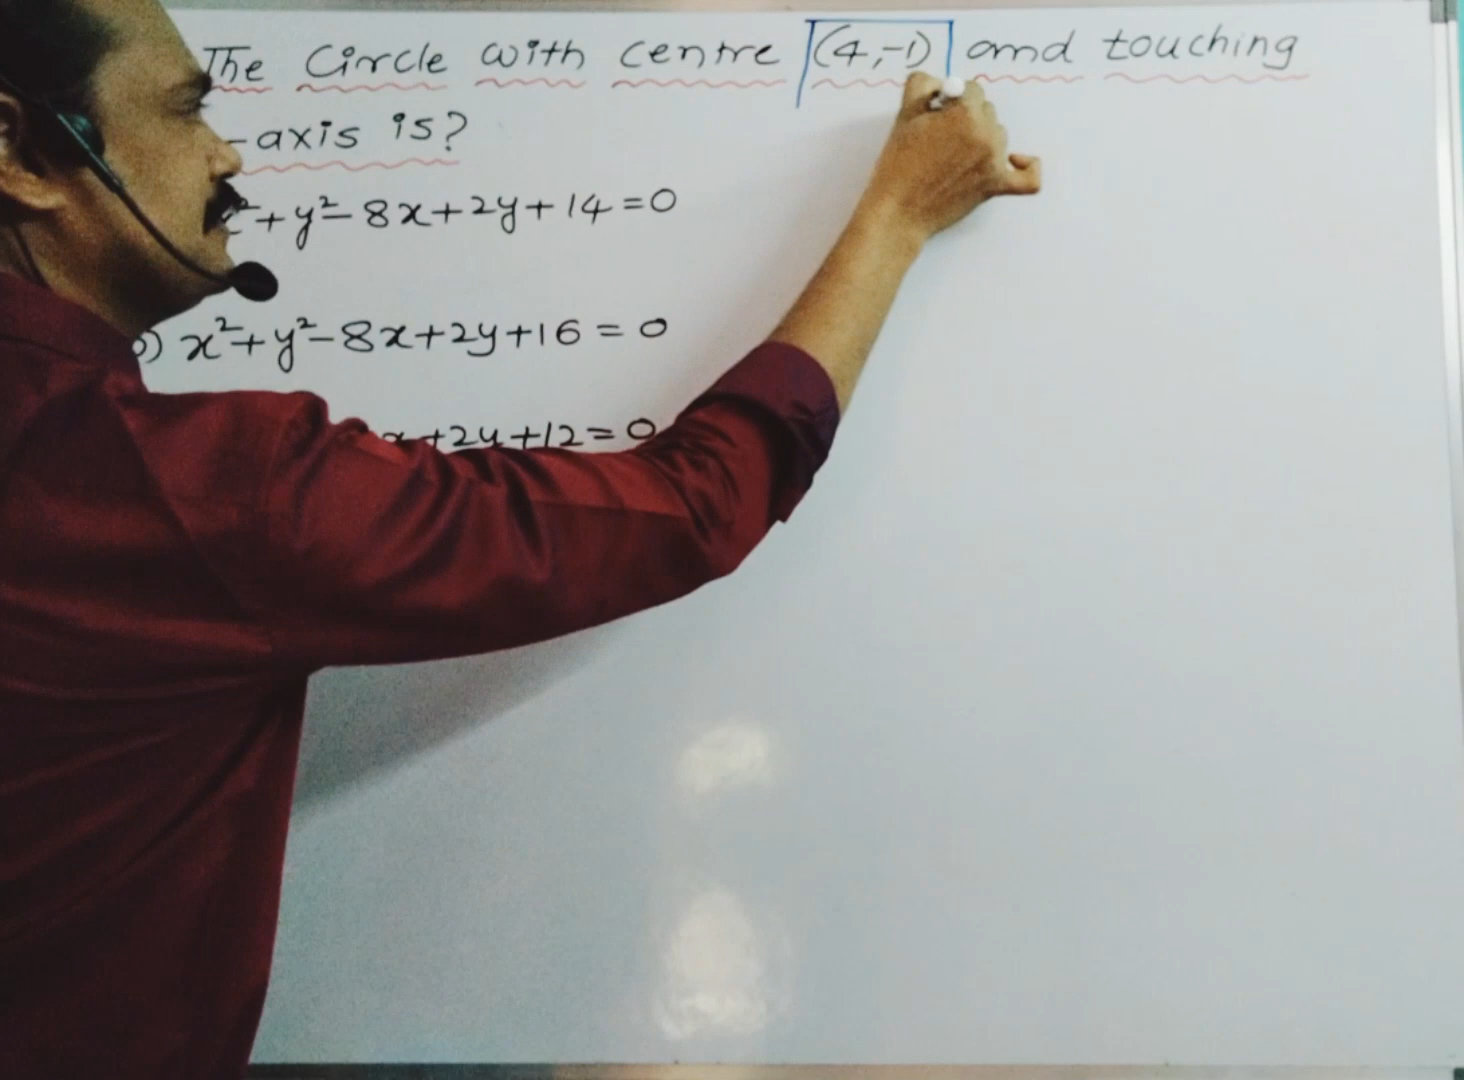 The Circle with centre (4,-1) and touching
-axis is?
x²+y²-8x+2y+14=0
b) x²+y²-8x+2y+16=0
x+2y+12=0